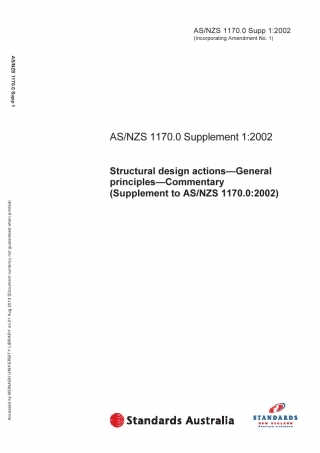 AS/NZS 1170.0 Supp 1:2002
(Incorporating Amendment No. 1)
AS/NZS 1170.0 Supp 1
AS/NZS 1170.0 Supplement 1:2002
Structural design actions—General
principles—Commentary
(Supplement to AS/NZS 1170.0:2002)
Accessed by MONASH UNIVERSITY LIBRARY on 21 Aug 2013 (Document currency not guaranteed when printed)
Standards Australia
STANDARDS
NEW ZEALAND